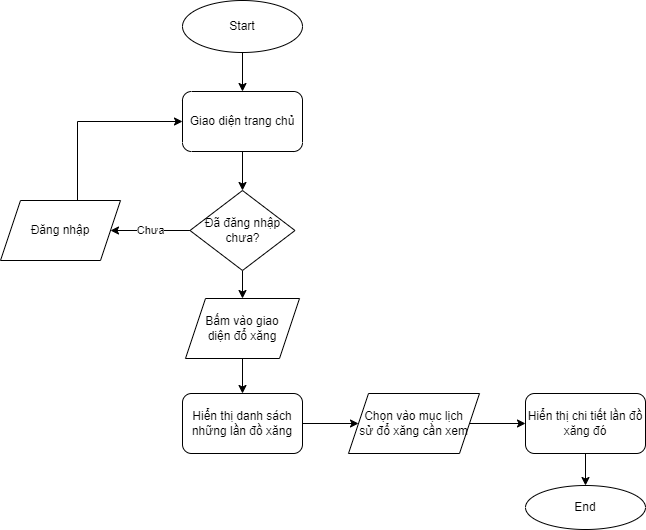 Start
Giao diện trang chủ
Đăng nhập
Chưa
Đã đăng nhập
chưa?
Bấm vào giao
diện đổ xăng
Hiển thị danh sách
những lần đồ xăng
Chọn vào mục lịch
sử đổ xăng cần xem
Hiển thị chi tiết lần đồ
xăng đó
End